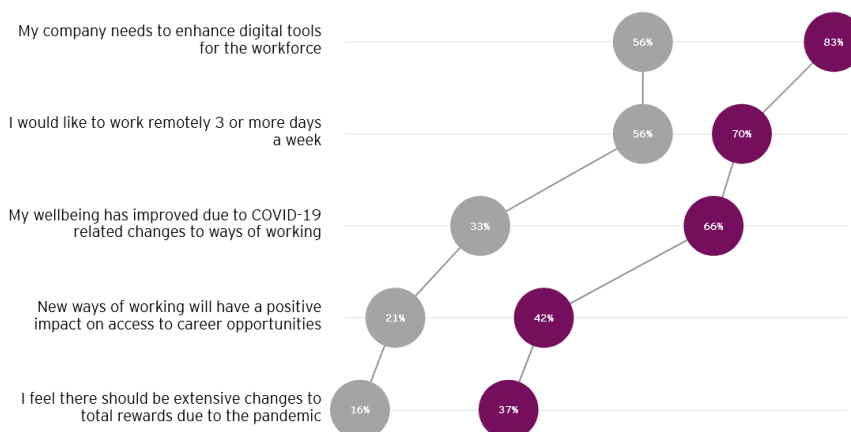 My company needs to enhance digital tools
for the workforce
56%
83%
I would like to work remotely 3 or more days
a week
56%
70%
My wellbeing has improved due to COVID-19
related changes to ways of working
33%
66%
New ways of working will have a positive
impact on access to career opportunities
21%
42%
I feel there should be extensive changes to
total rewards due to the pandemic
16%
37%